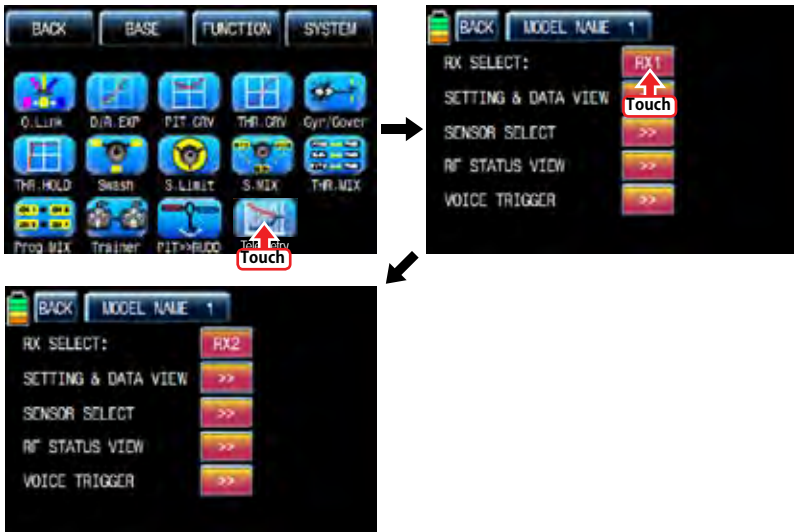 BACK BASE FUNCTION SYSTEM
Q.Link D/R.EXP PIT CRV THR.CRV Gyr/Gover
THR.HOLD Swash S.Limit S.MIX THR.MIX
Prog MIX Trainer PIT>>RUDD Telemetry
Touch
BACK MODEL NAME 1
RX SELECT: RX1
Touch
SETTING & DATA VIEW
SENSOR SELECT >>
RF STATUS VIEW >>
VOICE TRIGGER >>
BACK MODEL NAME 1
RX SELECT: RX2
SETTING & DATA VIEW >>
SENSOR SELECT >>
RF STATUS VIEW >>
VOICE TRIGGER >>